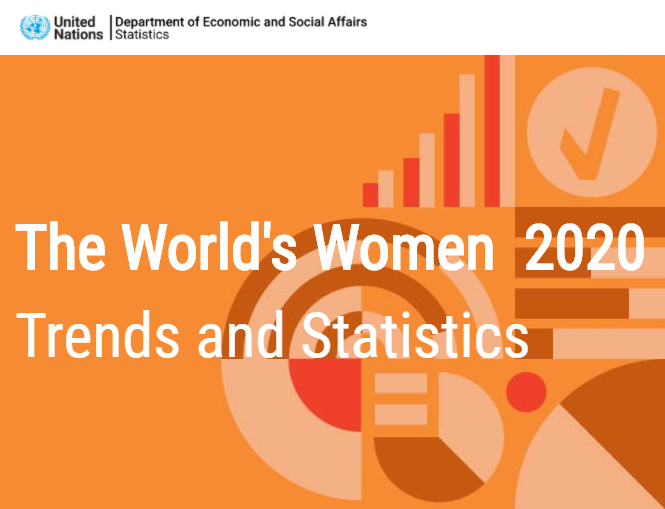 United Nations
Department of Economic and Social Affairs
Statistics
The World's Women 2020
Trends and Statistics